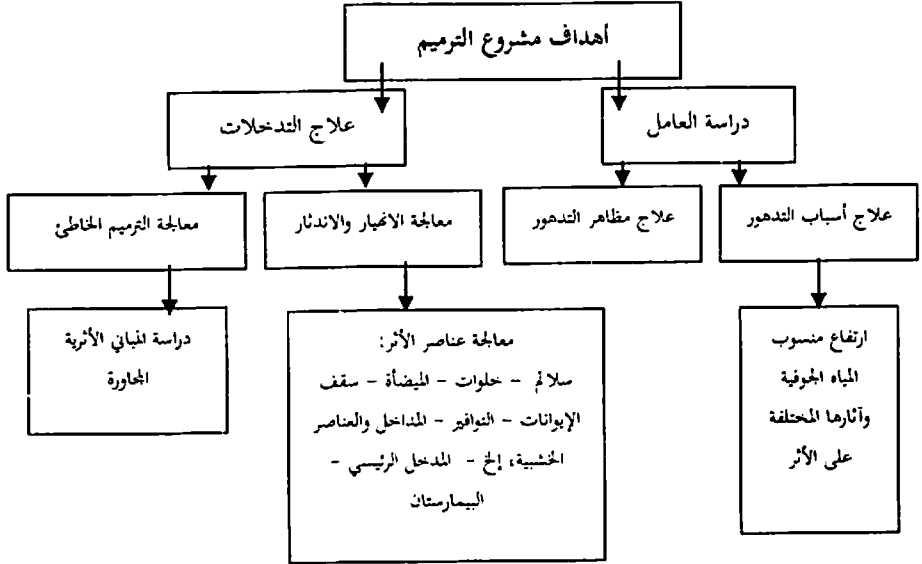 أهداف مشروع الترميم
دراسة العامل
علاج التدخلات
علاج أسباب التدهور
علاج مظاهر التدهور
معالجة الانهيار والاندثار
معالجة الترميم الخاطئ
ارتفاع منسوب
المياه الجوفية
وآثارها المختلفة
على الأثر
معالجة عناصر الأثر:
سلالم - خلوات - الميضأة - سقف
الإيوانات - النوافير - المداخل والعناصر
الخشبية، إلخ - المدخل الرئيسي -
البيمارستان
دراسة المباني الأثرية
المجاورة